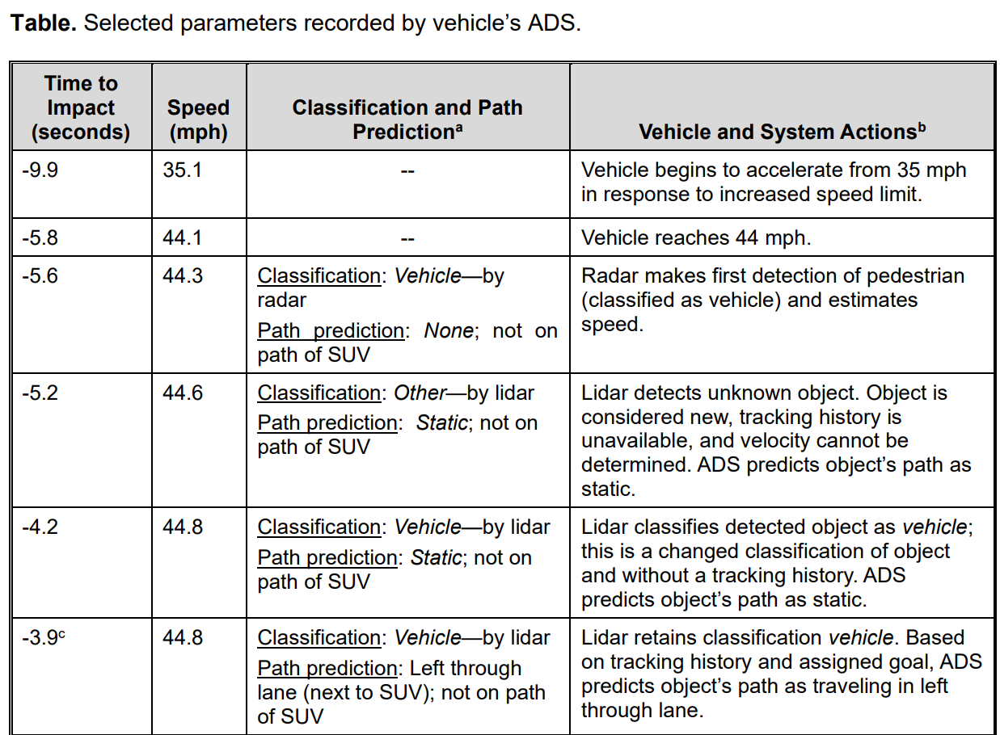 Table. Selected parameters recorded by vehicle's ADS.
Time to
Impact
(seconds)
Speed
(mph)
Classification and Path
Predictionᵃ
Vehicle and System Actionsᵇ
-9.9
35.1
--
Vehicle begins to accelerate from 35 mph
in response to increased speed limit.
-5.8
44.1
--
Vehicle reaches 44 mph.
-5.6
44.3
Classification: Vehicle—by
radar
Path prediction: None; not on
path of SUV
Radar makes first detection of pedestrian
(classified as vehicle) and estimates
speed.
-5.2
44.6
Classification: Other—by lidar
Path prediction: Static; not on
path of SUV
Lidar detects unknown object. Object is
considered new, tracking history is
unavailable, and velocity cannot be
determined. ADS predicts object's path as
static.
-4.2
44.8
Classification: Vehicle—by lidar
Path prediction: Static; not on
path of SUV
Lidar classifies detected object as vehicle;
this is a changed classification of object
and without a tracking history. ADS
predicts object's path as static.
-3.9ᶜ
44.8
Classification: Vehicle—by lidar
Path prediction: Left through
lane (next to SUV); not on path
of SUV
Lidar retains classification vehicle. Based
on tracking history and assigned goal, ADS
predicts object's path as traveling in left
through lane.